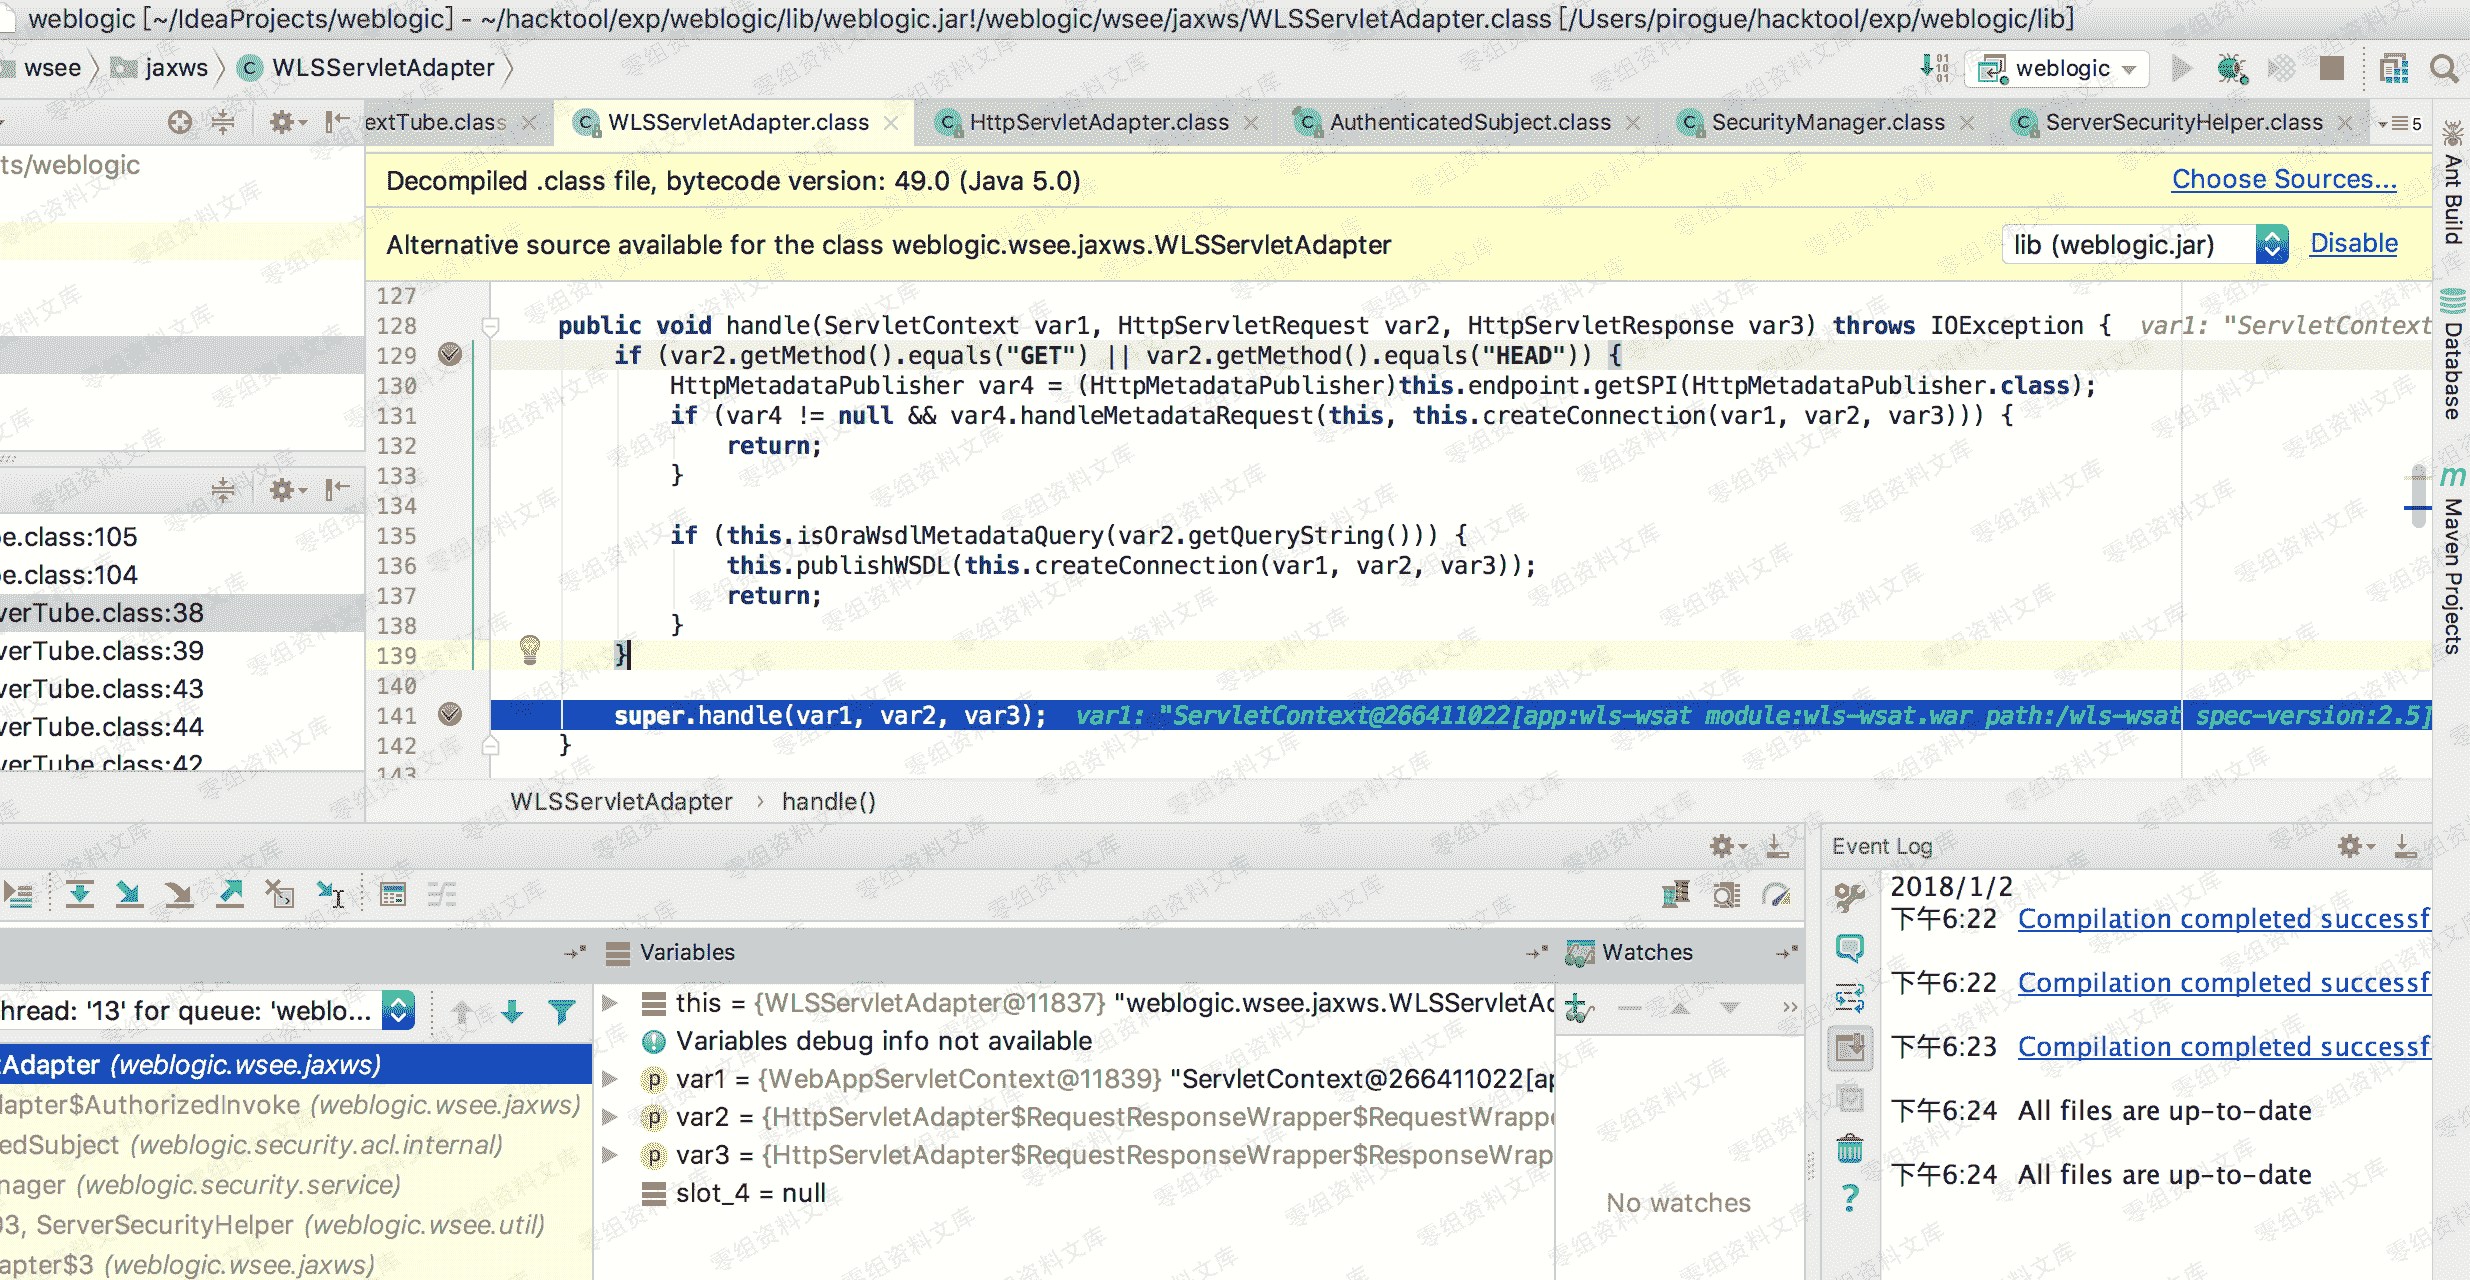 weblogic [~/IdeaProjects/weblogic] - ~/hacktool/exp/weblogic/lib/weblogic.jar!/weblogic/wsee/jaxws/WLSServletAdapter.class [/Users/pirogue/hacktool/exp/weblogic/lib]
wsee jaxws WLSServletAdapter
weblogic
extTube.class WLSServletAdapter.class HttpServletAdapter.class AuthenticatedSubject.class SecurityManager.class ServerSecurityHelper.class 5
ts/weblogic
Decompiled .class file, bytecode version: 49.0 (Java 5.0) Choose Sources...
Alternative source available for the class weblogic.wsee.jaxws.WLSServletAdapter lib (weblogic.jar) Disable
127
128 public void handle(ServletContext var1, HttpServletRequest var2, HttpServletResponse var3) throws IOException { var1: "ServletContext
129 if (var2.getMethod().equals("GET") || var2.getMethod().equals("HEAD")) {
130 HttpMetadataPublisher var4 = (HttpMetadataPublisher)this.endpoint.getSPI(HttpMetadataPublisher.class);
131 if (var4 != null && var4.handleMetadataRequest(this, this.createConnection(var1, var2, var3))) {
132 return;
133 }
134
135 if (this.isOraWsdlMetadataQuery(var2.getQueryString())) {
136 this.publishWSDL(this.createConnection(var1, var2, var3));
137 return;
138 }
139 }
140
141 super.handle(var1, var2, var3); var1: "ServletContext@266411022[app:wls-wsat module:wls-wsat.war path:/wls-wsat spec-version:2.5]
142 }
143
e.class:105
e.class:104
verTube.class:38
verTube.class:39
verTube.class:43
verTube.class:44
verTube.class:42
WLSServletAdapter › handle()
Ant Build
Database
m Maven Projects
Variables
Watches
hread: '13' for queue: 'weblo...
tAdapter (weblogic.wsee.jaxws)
dapter$AuthorizedInvoke (weblogic.wsee.jaxws)
edSubject (weblogic.security.acl.internal)
nager (weblogic.security.service)
93, ServerSecurityHelper (weblogic.wsee.util)
apter$3 (weblogic.wsee.jaxws)
this = {WLSServletAdapter@11837} "weblogic.wsee.jaxws.WLSServletAd
Variables debug info not available
var1 = {WebAppServletContext@11839} "ServletContext@266411022[ap
var2 = {HttpServletAdapter$RequestResponseWrapper$RequestWrappe
var3 = {HttpServletAdapter$RequestResponseWrapper$ResponseWrap
slot_4 = null
No watches
Event Log
2018/1/2
下午6:22 Compilation completed successf
下午6:22 Compilation completed successf
下午6:23 Compilation completed successf
下午6:24 All files are up-to-date
下午6:24 All files are up-to-date
零组资料文库